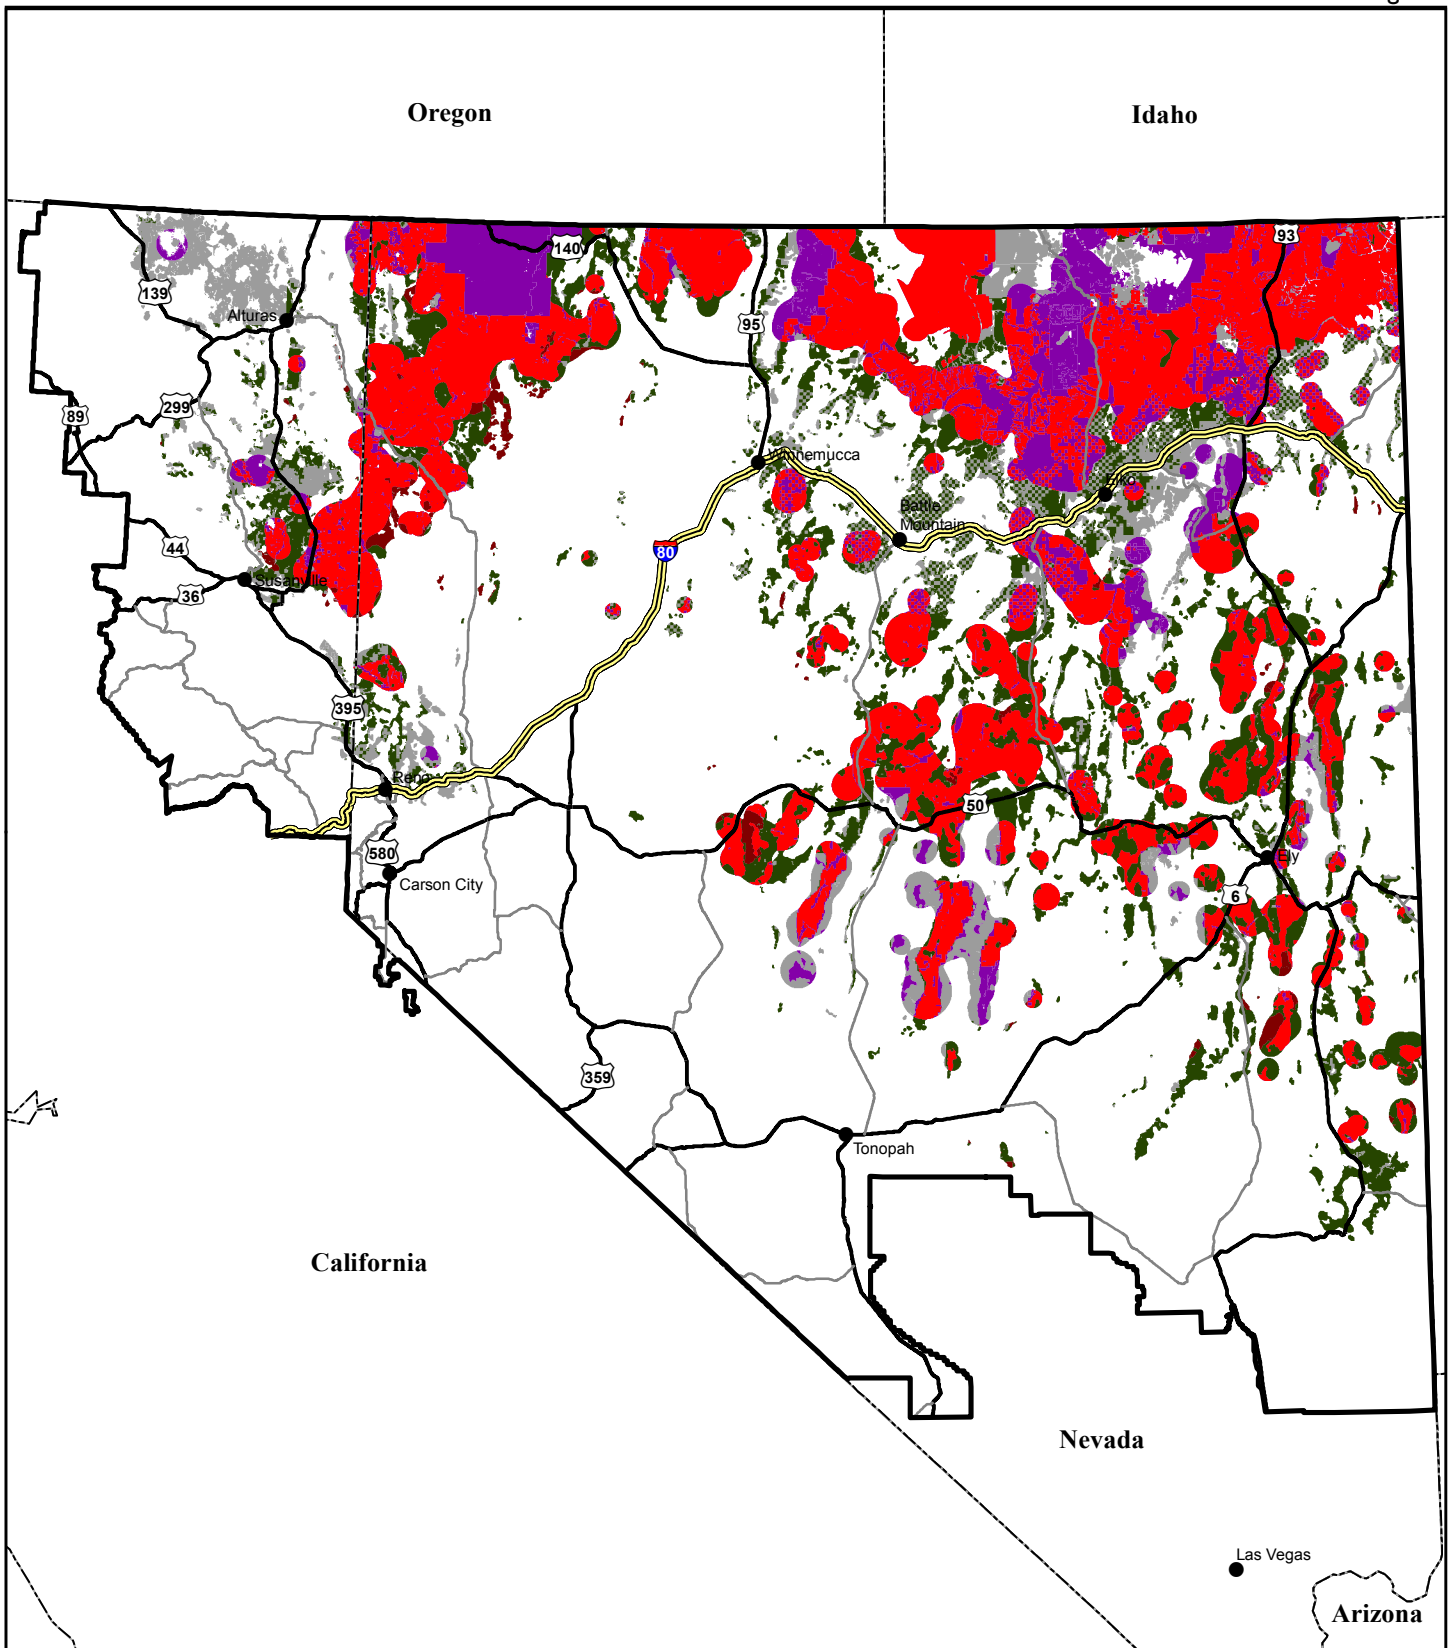 Oregon
Idaho
140
93
139
Alturas
95
299
89
Winnemucca
Elko
Battle
Mountain
44
80
Susanville
36
395
Reno
50
580
Ely
Carson City
6
359
Tonopah
California
Nevada
Las Vegas
Arizona